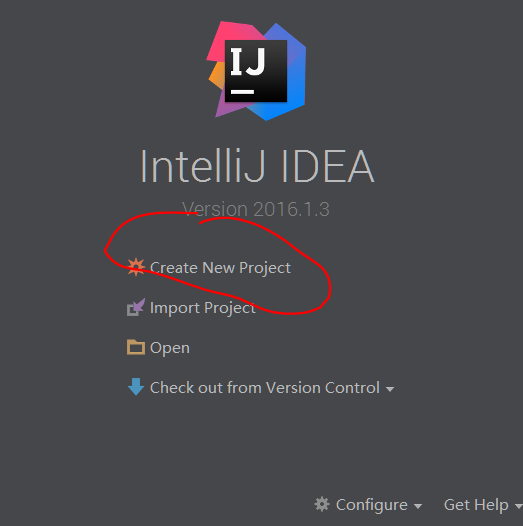 IJ
IntelliJ IDEA
Version 2016.1.3
Create New Project
Import Project
Open
Check out from Version Control
Configure Get Help